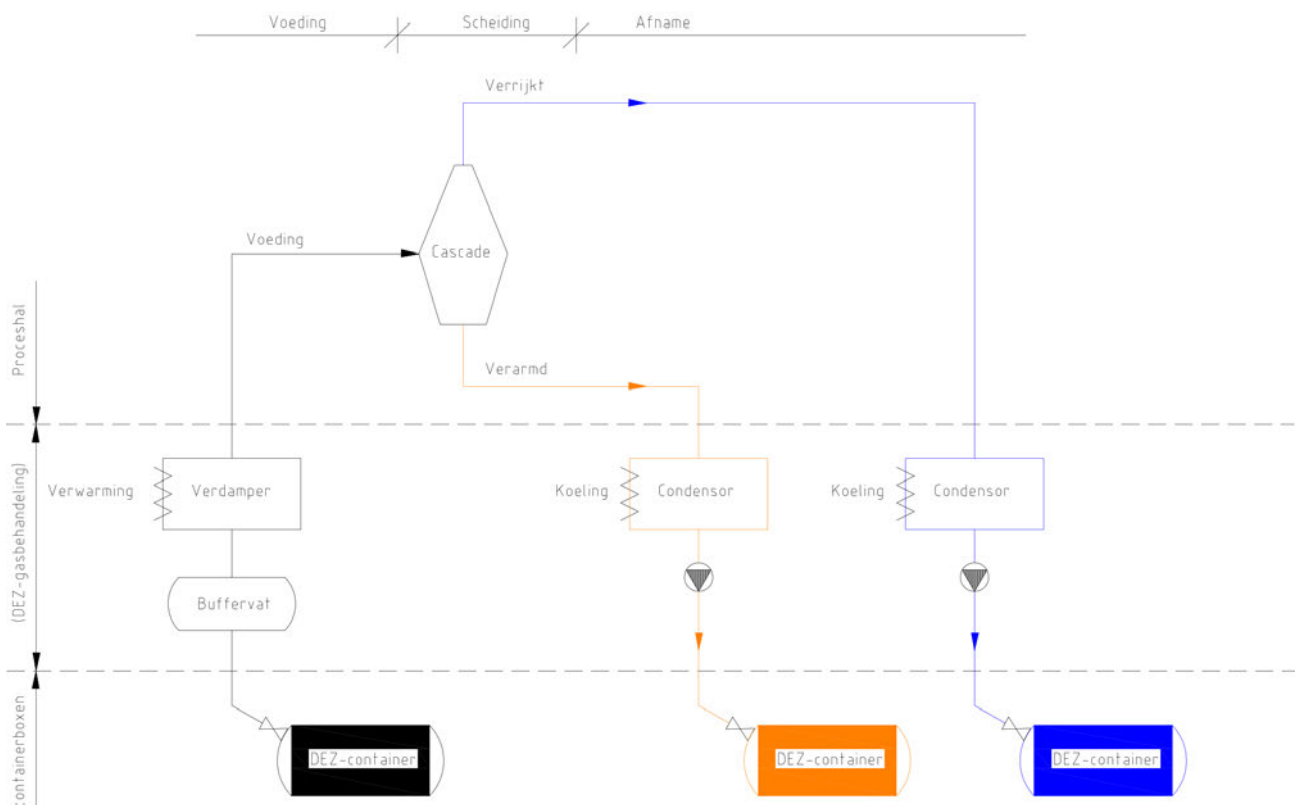 Voeding
Scheiding
Afname
Verrijkt
Voeding
Cascade
Proceshal
Verarmd
Verwarming
Verdamper
Koeling
Condensor
Koeling
Condensor
(DEZ-gasbehandeling)
Buffervat
containerboxen
DEZ-container
DEZ-container
DEZ-container